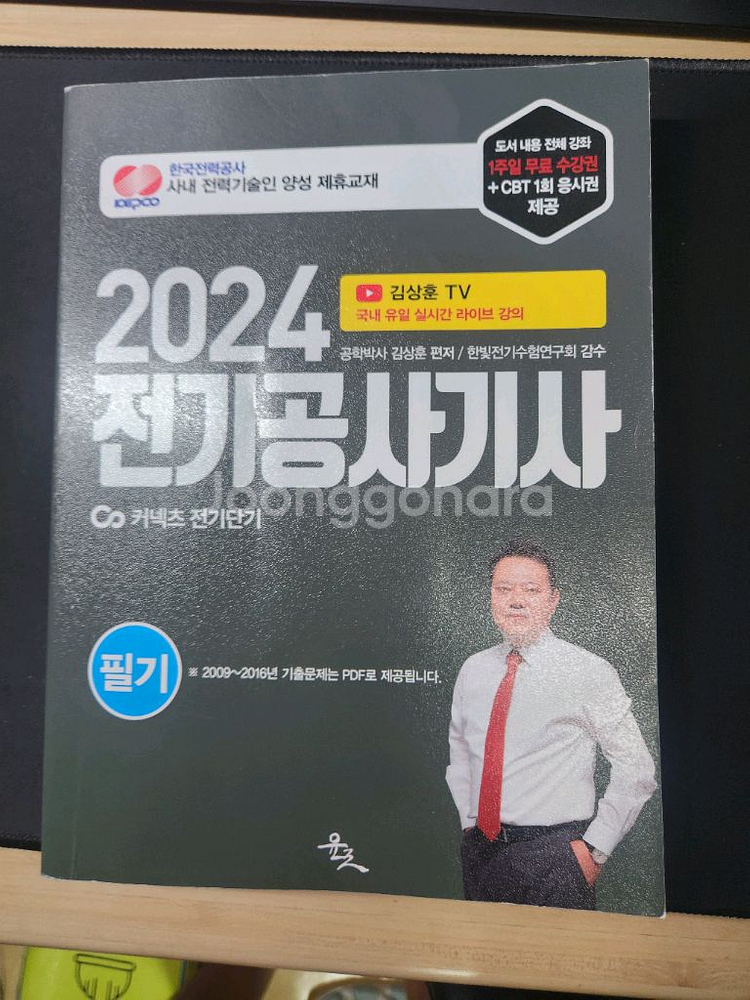 한국전력공사
KEPCO
사내 전력기술인 양성 제휴교재
도서 내용 전체 강좌
1주일 무료 수강권
+ CBT 1회 응시권
제공
2024
김상훈 TV
국내 유일 실시간 라이브 강의
공학박사 김상훈 편저 / 한빛전기수험연구회 감수
전기공사기사
Joonggonara
커넥츠 전기단기
필기
※ 2009~2016년 기출문제는 PDF로 제공됩니다.
윤조